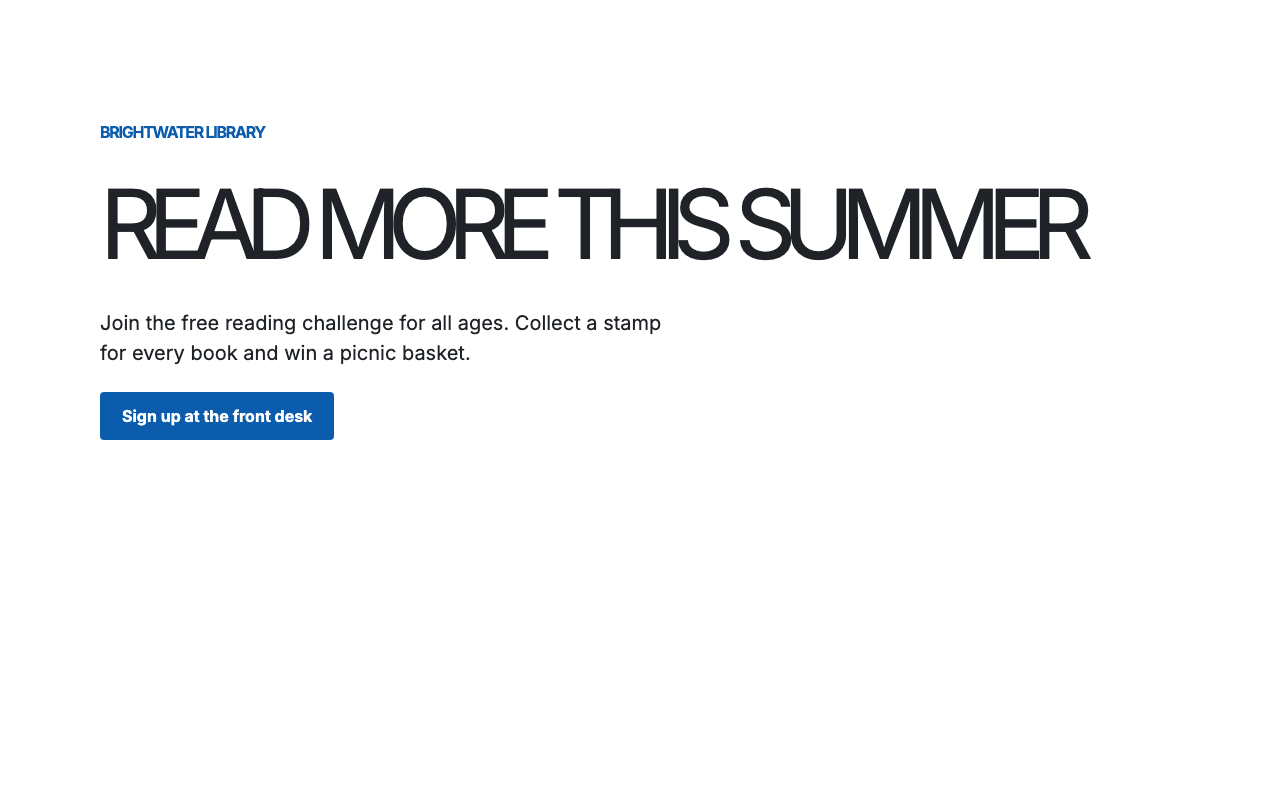 BRIGHTWATER LIBRARY
READ MORE THIS SUMMER
Join the free reading challenge for all ages. Collect a stamp
for every book and win a picnic basket.
Sign up at the front desk